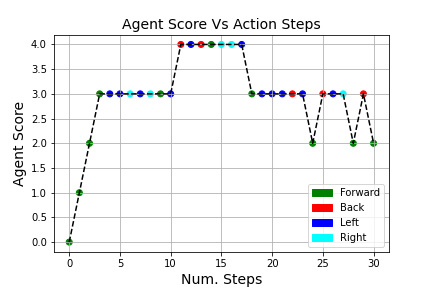 Agent Score Vs Action Steps
Agent Score
4.0
3.5
3.0
2.5
2.0
1.5
1.0
0.5
0.0
Forward
Back
Left
Right
0 5 10 15 20 25 30
Num. Steps